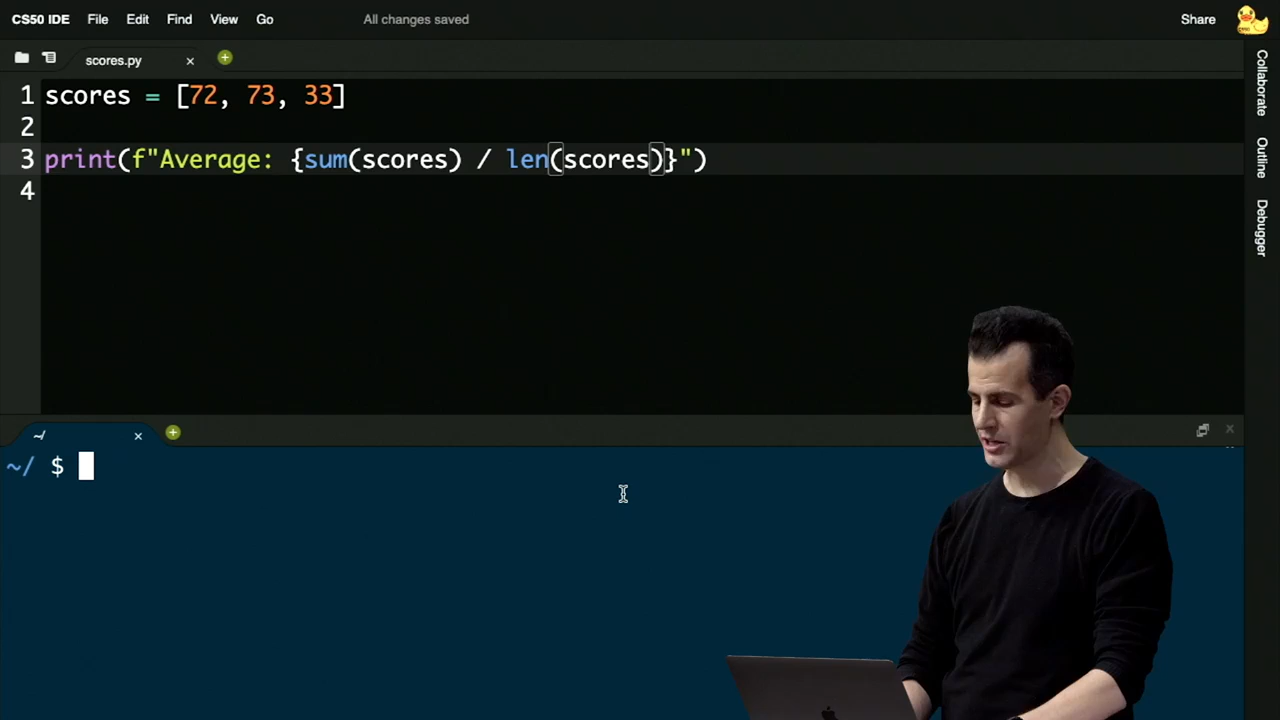 CS50 IDE File Edit Find View Go All changes saved Share
scores.py
1 scores = [72, 73, 33]
2
3 print(f"Average: {sum(scores) / len(scores)}")
4
~/
~/ $
Collaborate
Outline
Debugger